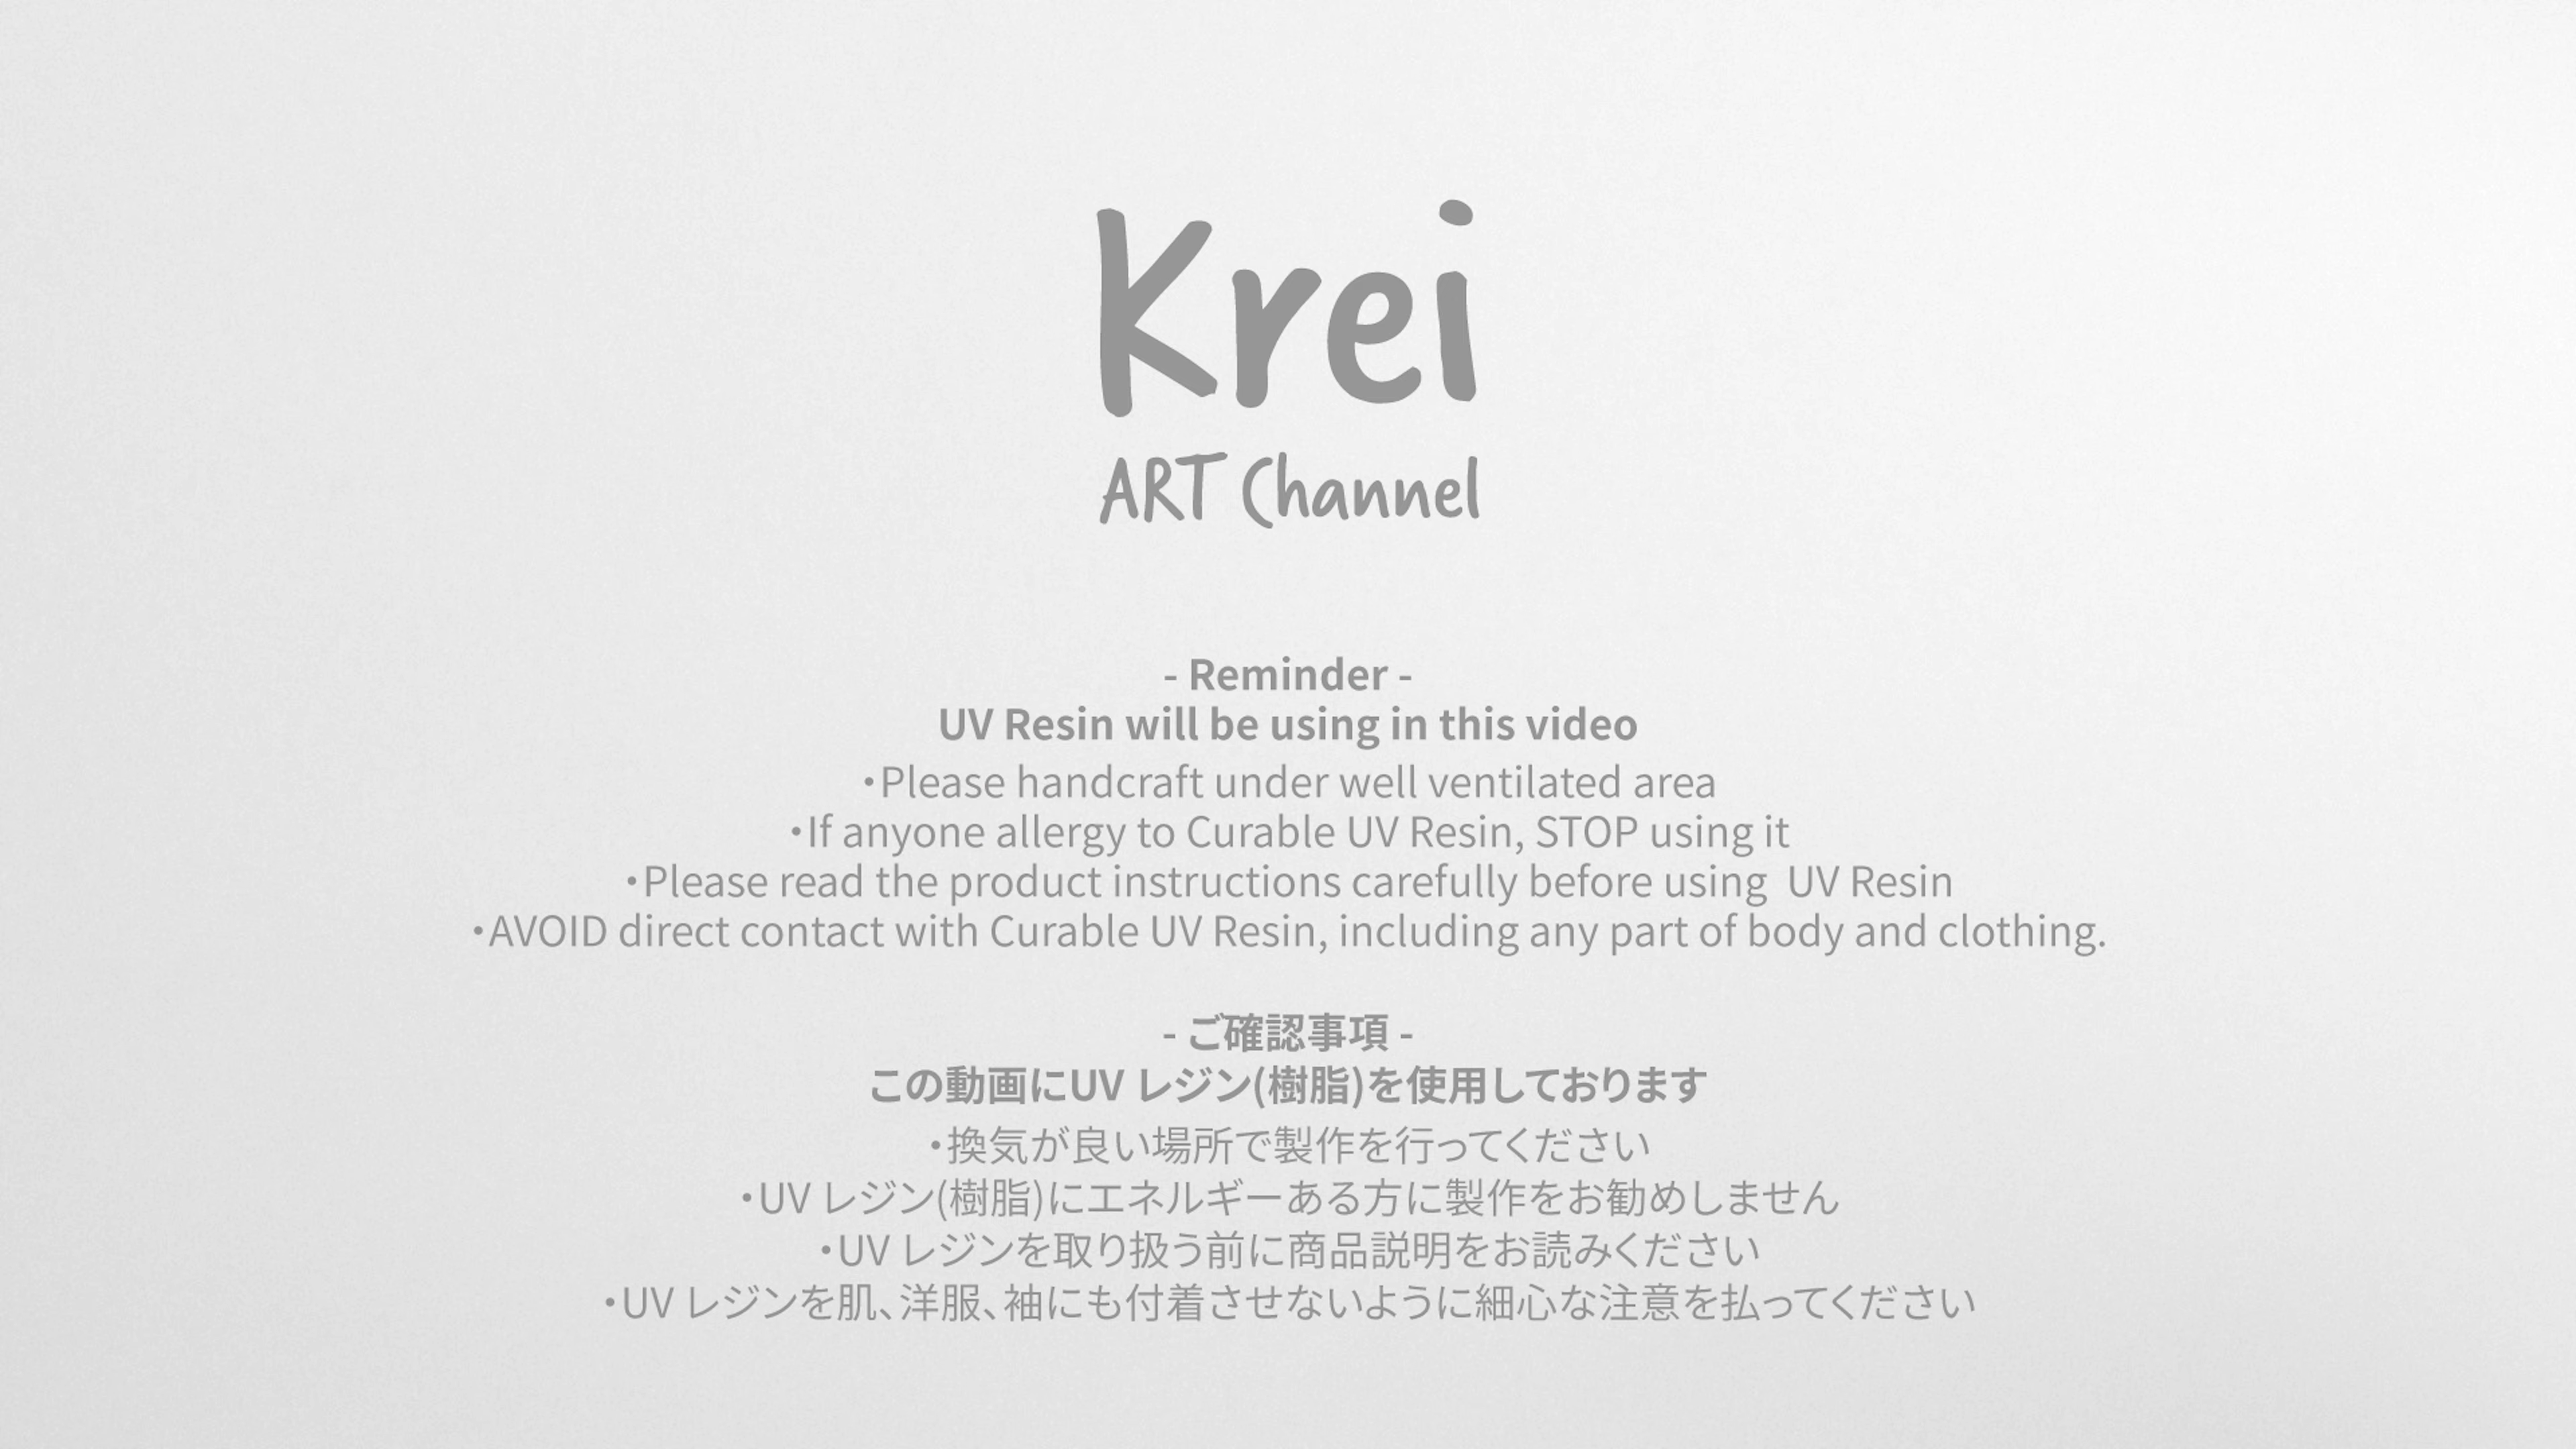 Krei
ART Channel
- Reminder -
UV Resin will be using in this video
・Please handcraft under well ventilated area
・If anyone allergy to Curable UV Resin, STOP using it
・Please read the product instructions carefully before using  UV Resin
・AVOID direct contact with Curable UV Resin, including any part of body and clothing.
- ご確認事項 -
この動画にUV レジン(樹脂)を使用しております
・換気が良い場所で製作を行ってください
・UV レジン(樹脂)にエネルギーある方に製作をお勧めしません
・UV レジンを取り扱う前に商品説明をお読みください
・UV レジンを肌、洋服、袖にも付着させないように細心な注意を払ってください